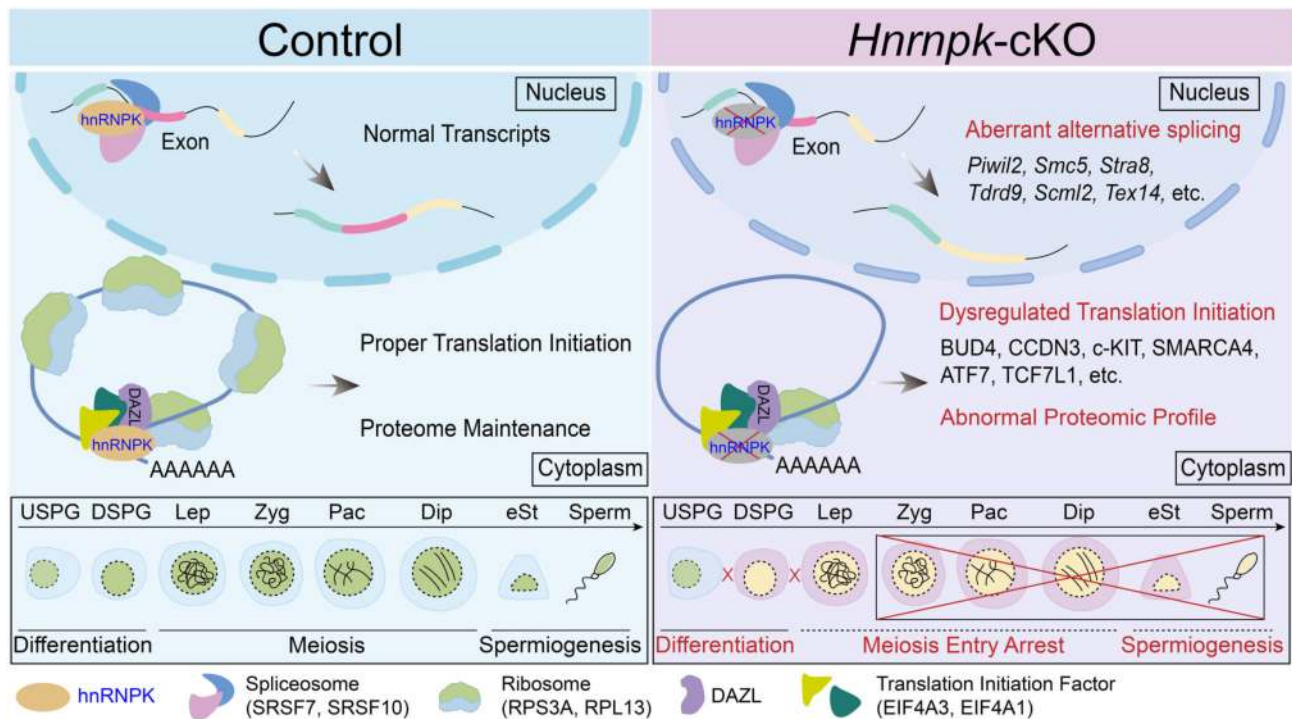 Control
Hnrnpk-cKO
Nucleus
hnRNPK
Exon
Normal Transcripts
Proper Translation Initiation
DAZL
hnRNPK
Proteome Maintenance
AAAAAA
Cytoplasm
Nucleus
hnRNPK
Exon
Aberrant alternative splicing
Piwil2, Smc5, Stra8,
Tdrd9, Scml2, Tex14, etc.
Dysregulated Translation Initiation
BUD4, CCDN3, c-KIT, SMARCA4,
ATF7, TCF7L1, etc.
DAZL
hnRNPK
Abnormal Proteomic Profile
AAAAAA
Cytoplasm
USPG DSPG Lep Zyg Pac Dip eSt Sperm
Differentiation Meiosis Spermiogenesis
USPG DSPG Lep Zyg Pac Dip eSt Sperm
X X
Differentiation Meiosis Entry Arrest Spermiogenesis
hnRNPK
Spliceosome
(SRSF7, SRSF10)
Ribosome
(RPS3A, RPL13)
DAZL
Translation Initiation Factor
(EIF4A3, EIF4A1)